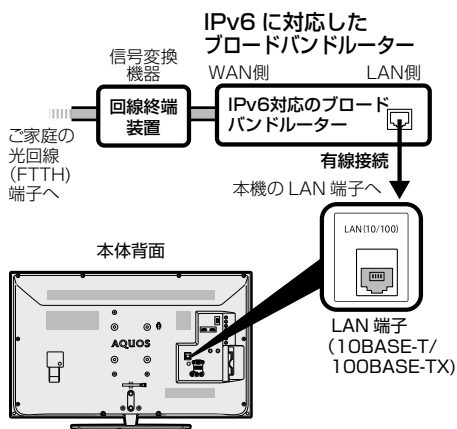 IPv6 に対応した
ブロードバンドルーター
信号変換
機器
WAN側
LAN側
回線終端
装置
IPv6対応のブロード
バンドルーター
ご家庭の
光回線
(FTTH)
端子へ
有線接続
本機の LAN 端子へ
LAN(10/100)
本体背面
AQUOS
LAN 端子
(10BASE-T/
100BASE-TX)